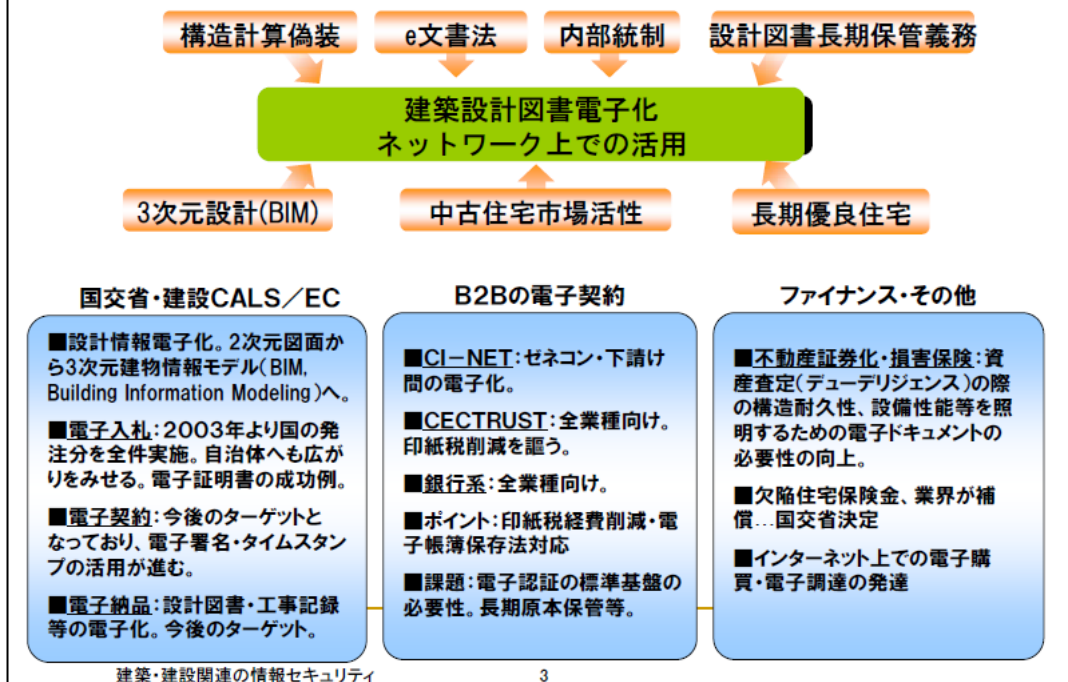 構造計算偽装
e文書法
内部統制
設計図書長期保管義務
建築設計図書電子化
ネットワーク上での活用
3次元設計(BIM)
中古住宅市場活性
長期優良住宅
国交省・建設CALS／EC
■設計情報電子化。2次元図面か
ら3次元建物情報モデル(BIM,
Building Information Modeling)へ。
■電子入札：2003年より国の発
注分を全件実施。自治体へも広が
りをみせる。電子証明書の成功例。
■電子契約：今後のターゲットと
なっており、電子署名・タイムスタン
プの活用が進む。
■電子納品：設計図書・工事記録
等の電子化。今後のターゲット。
B2Bの電子契約
■CI－NET：ゼネコン・下請け
間の電子化。
■CECTRUST：全業種向け。
印紙税削減を謳う。
■銀行系：全業種向け。
■ポイント：印紙税経費削減・電
子帳簿保存法対応
■課題：電子認証の標準基盤の
必要性。長期原本保管等。
ファイナンス・その他
■不動産証券化・損害保険：資
産査定(デューデリジェンス)の際
の構造耐久性、設備性能等を照
明するための電子ドキュメントの
必要性の向上。
■欠陥住宅保険金、業界が補
償…国交省決定
■インターネット上での電子購
買・電子調達の発達
建築・建設関連の情報セキュリティ
3